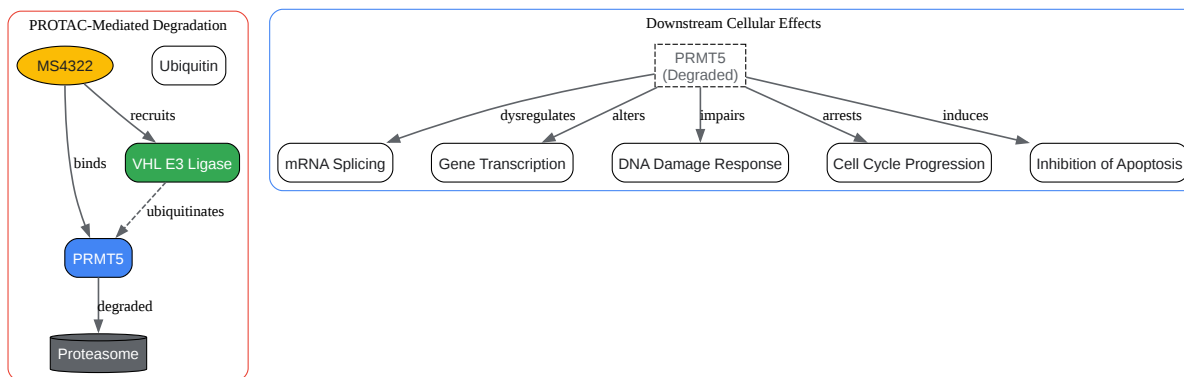 PROTAC-Mediated Degradation
MS4322
Ubiquitin
recruits
binds
VHL E3 Ligase
ubiquitinates
PRMT5
degraded
Proteasome
Downstream Cellular Effects
PRMT5
(Degraded)
dysregulates
alters
impairs
arrests
induces
mRNA Splicing
Gene Transcription
DNA Damage Response
Cell Cycle Progression
Inhibition of Apoptosis